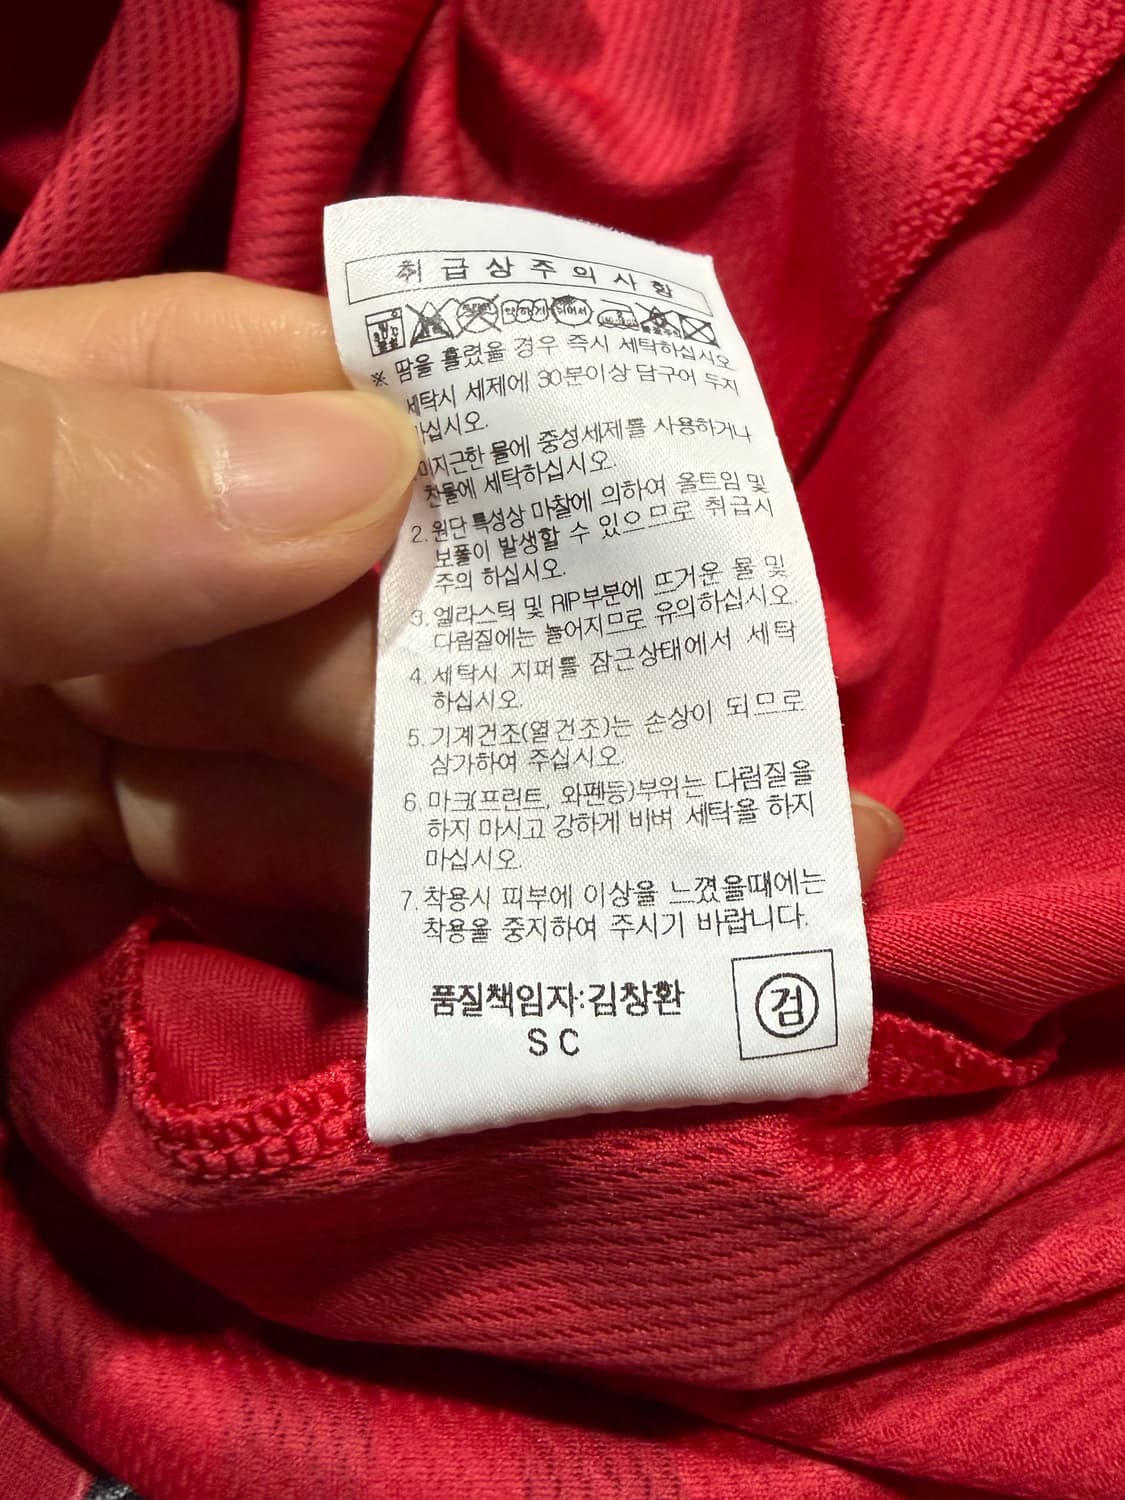 취급상주의사항
약하게
※ 땀을 흘렸을 경우 즉시 세탁하십시오
세탁시 세제에 30분이상 담구어 두지
마십시오.
미지근한 물에 중성세제를 사용하거나
찬물에 세탁하십시오.
2. 원단 특성상 마찰에 의하여 올트임 및
보풀이 발생할 수 있으므로 취급시
주의 하십시오.
3. 엘라스틱 및 RIP부분에 뜨거운 물 및
다림질에는 늘어지므로 유의하십시오.
4. 세탁시 지퍼를 잠근상태에서 세탁
하십시오.
5. 기계건조(열건조)는 손상이 되므로
삼가하여 주십시오.
6. 마크(프린트, 와펜등)부위는 다림질을
하지 마시고 강하게 비벼 세탁을 하지
마십시오.
7. 착용시 피부에 이상을 느꼈을때에는
착용을 중지하여 주시기 바랍니다.
품질책임자:김창환
SC
검